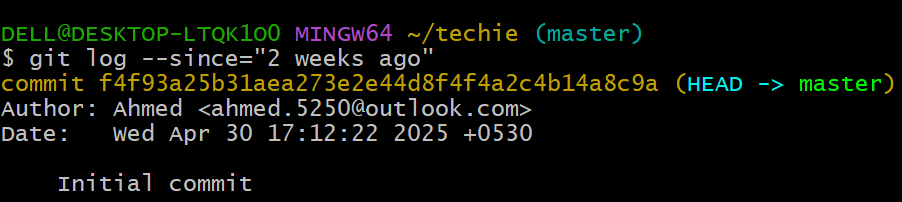 DELL@DESKTOP-LTQK1O0 MINGW64 ~/techie (master)
$ git log --since="2 weeks ago"
commit f4f93a25b31aea273e2e44d8f4f4a2c4b14a8c9a (HEAD -> master)
Author: Ahmed <ahmed.5250@outlook.com>
Date:   Wed Apr 30 17:12:22 2025 +0530

    Initial commit